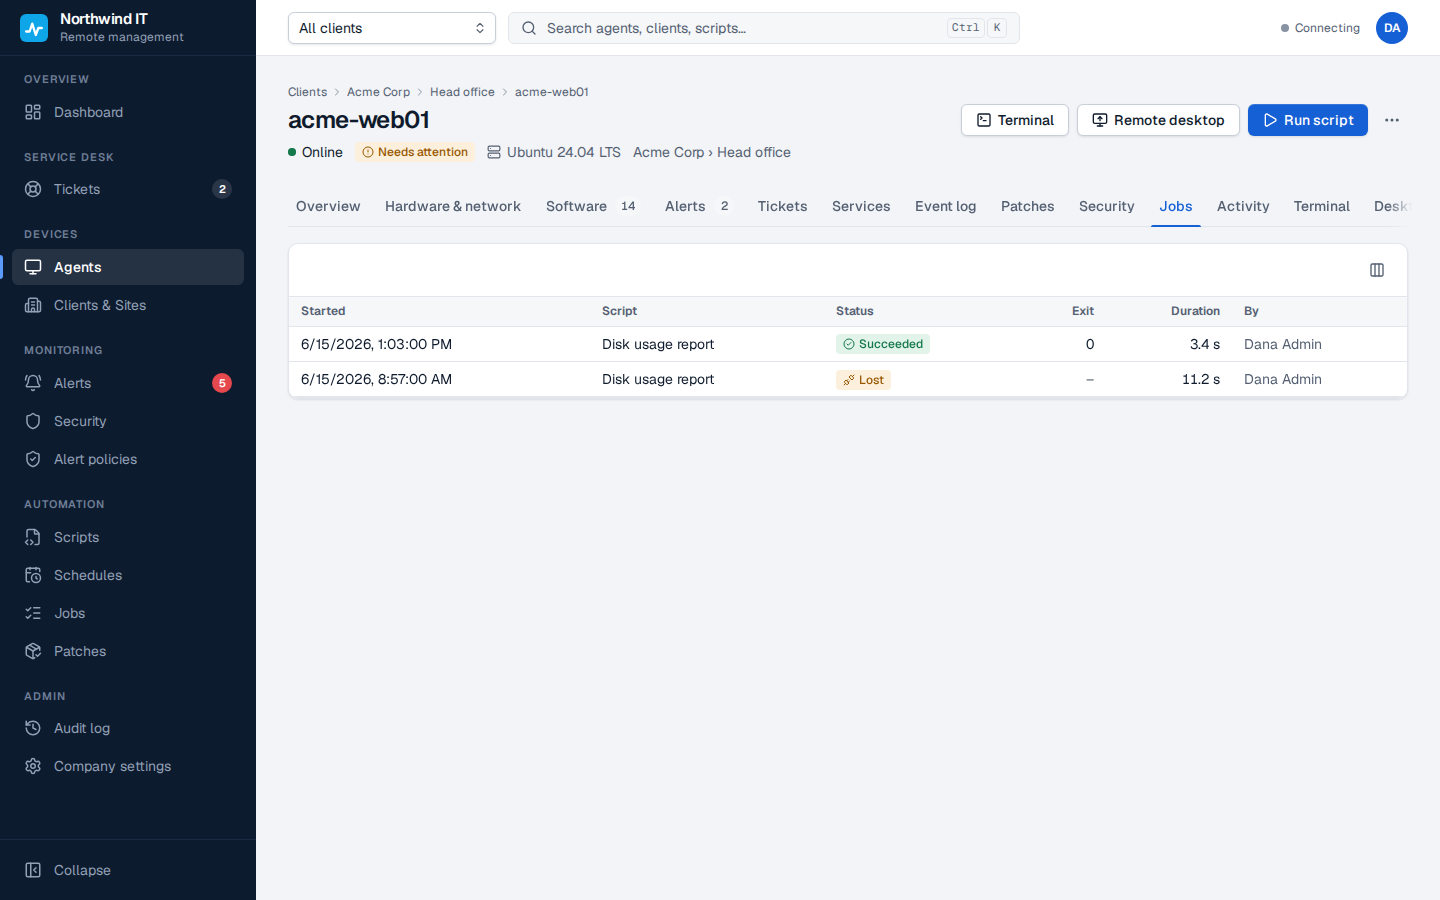 Northwind IT
Remote management
All clients
Search agents, clients, scripts...
Ctrl K
Connecting
DA
OVERVIEW
Dashboard
SERVICE DESK
Tickets 2
DEVICES
Agents
Clients & Sites
MONITORING
Alerts 5
Security
Alert policies
AUTOMATION
Scripts
Schedules
Jobs
Patches
ADMIN
Audit log
Company settings
Collapse
Clients > Acme Corp > Head office > acme-web01
acme-web01
Terminal
Remote desktop
Run script
Online
Needs attention
Ubuntu 24.04 LTS
Acme Corp › Head office
Overview Hardware & network Software 14 Alerts 2 Tickets Services Event log Patches Security Jobs Activity Terminal Desk
Started Script Status Exit Duration By
6/15/2026, 1:03:00 PM Disk usage report Succeeded 0 3.4 s Dana Admin
6/15/2026, 8:57:00 AM Disk usage report Lost – 11.2 s Dana Admin